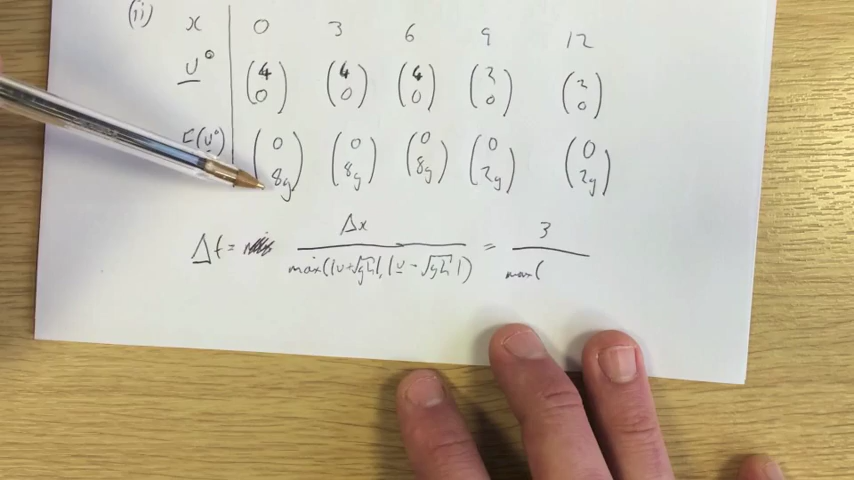 (ii) x 0 3 6 9 12
u⁰ (4 0) (4 0) (4 0) (2 0) (2 0)
F(u⁰) (0 8g) (0 8g) (0 8g) (0 2g) (0 2g)
Δt = Δx / max(|u+√gh|, |u-√gh|) = 3 / max(